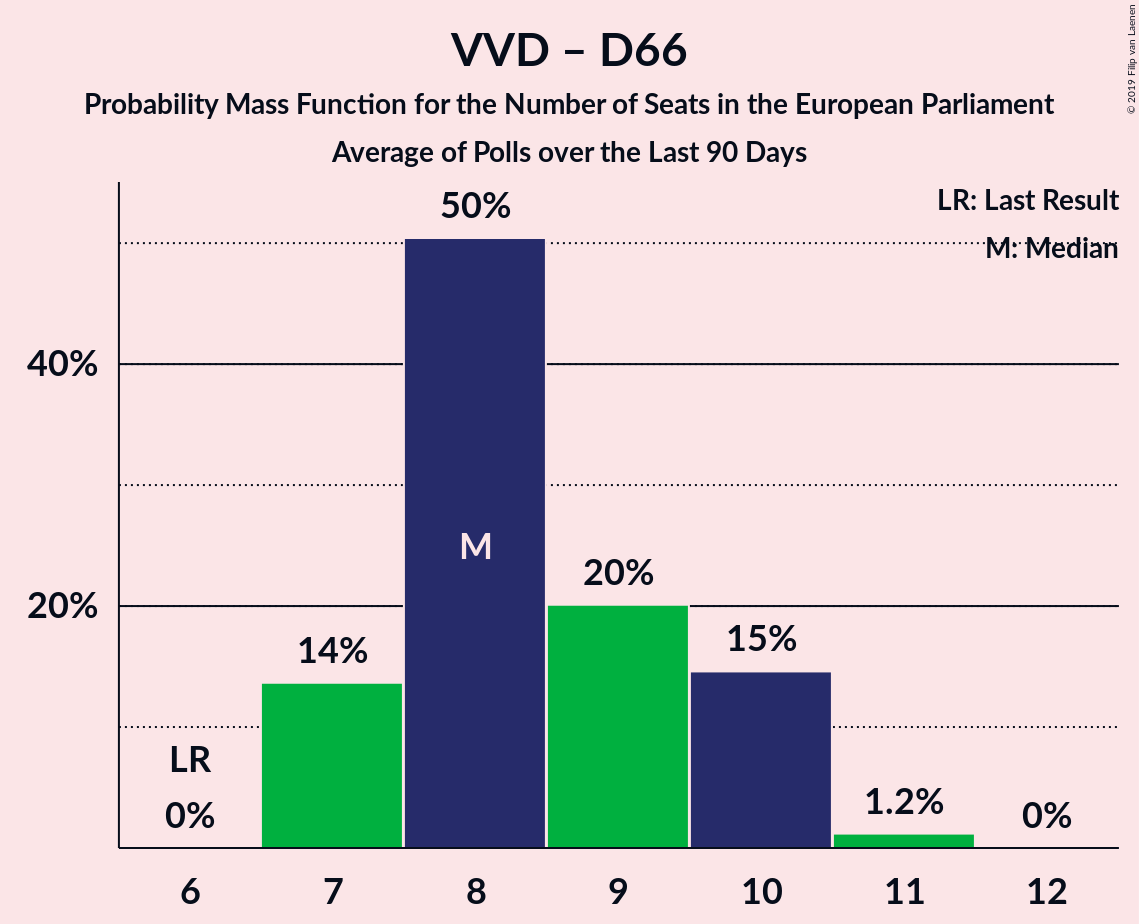 VVD – D66
Probability Mass Function for the Number of Seats in the European Parliament
Average of Polls over the Last 90 Days
© 2019 Filip van Laenen
LR: Last Result
M: Median
50%
40%
M
20%
20%
15%
14%
LR
0%
1.2%
0%
6 7 8 9 10 11 12